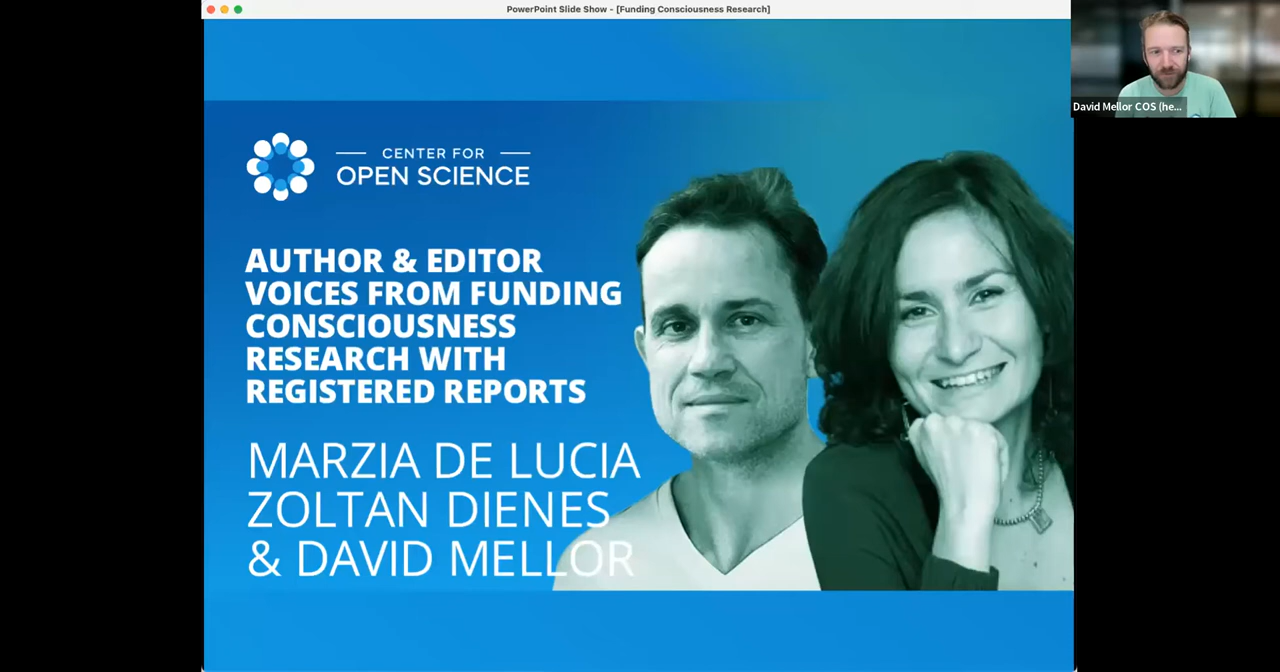 PowerPoint Slide Show - [Funding Consciousness Research]
David Mellor COS (he...
CENTER FOR
OPEN SCIENCE
AUTHOR & EDITOR
VOICES FROM FUNDING
CONSCIOUSNESS
RESEARCH WITH
REGISTERED REPORTS
MARZIA DE LUCIA
ZOLTAN DIENES
& DAVID MELLOR